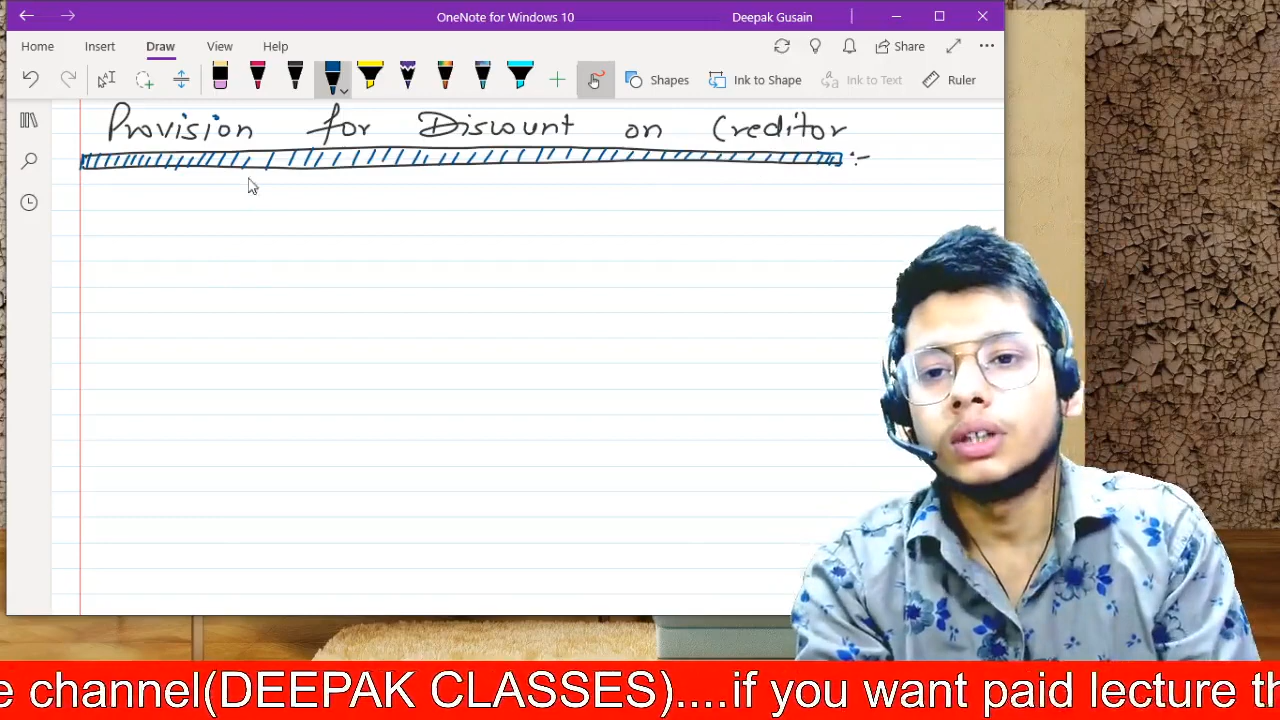 OneNote for Windows 10
Deepak Gusain
Home Insert Draw View Help
Share
Shapes Ink to Shape Ink to Text Ruler
Provision for Discount on Creditor :-
e channel(DEEPAK CLASSES)....if you want paid lecture th